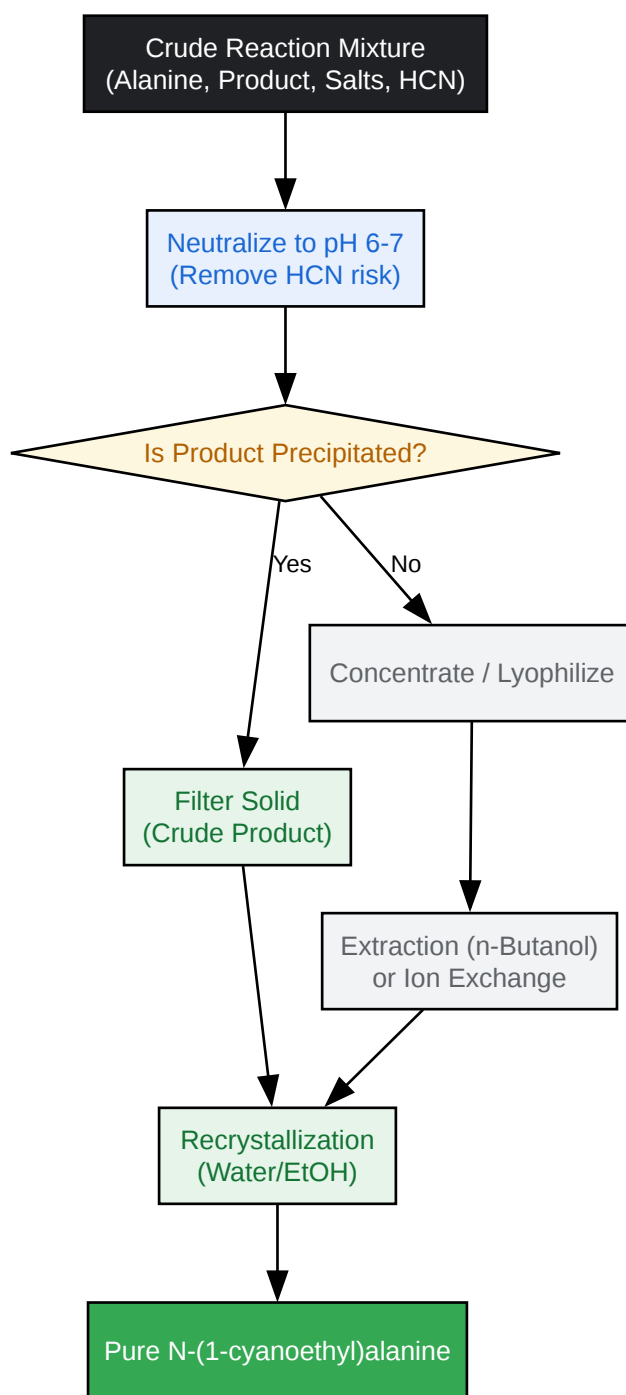 Crude Reaction Mixture
(Alanine, Product, Salts, HCN)
Neutralize to pH 6-7
(Remove HCN risk)
Is Product Precipitated?
Yes
No
Concentrate / Lyophilize
Filter Solid
(Crude Product)
Extraction (n-Butanol)
or Ion Exchange
Recrystallization
(Water/EtOH)
Pure N-(1-cyanoethyl)alanine